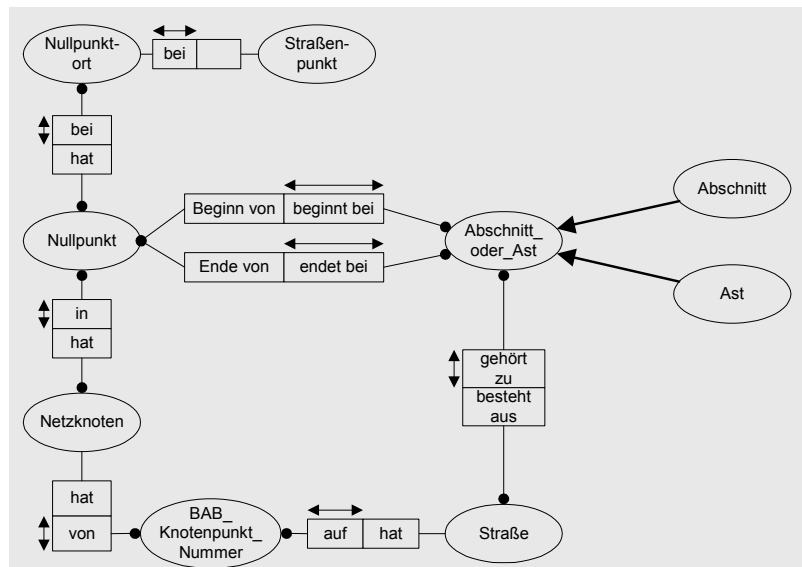 Nullpunkt-
ort
bei
Straßen-
punkt
bei
hat
Beginn von
beginnt bei
Abschnitt
Nullpunkt
Abschnitt_
oder_Ast
Ende von
endet bei
Ast
in
hat
gehört
zu
besteht
aus
Netzknoten
hat
von
BAB_
Knotenpunkt_
Nummer
auf
hat
Straße